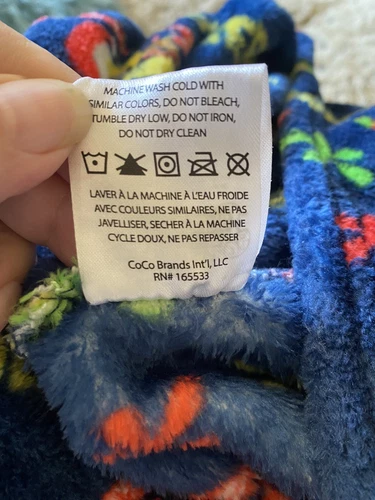 MACHINE WASH COLD WITH
SIMILAR COLORS, DO NOT BLEACH,
TUMBLE DRY LOW, DO NOT IRON,
DO NOT DRY CLEAN
LAVER À LA MACHINE À L'EAU FROIDE
AVEC COULEURS SIMILAIRES, NE PAS
JAVELLISER, SÉCHER À LA MACHINE
CYCLE DOUX, NE PAS REPASSER
CoCo Brands Int'l, LLC
RN# 165533